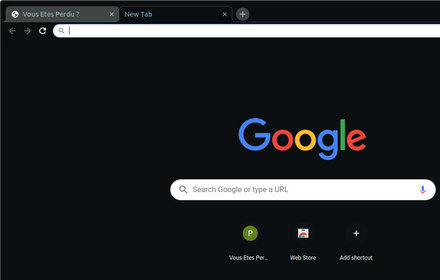 Vous Etes Perdu ?
New Tab
Google
Search Google or type a URL
P
Vous Etes Per...
Web Store
Add shortcut